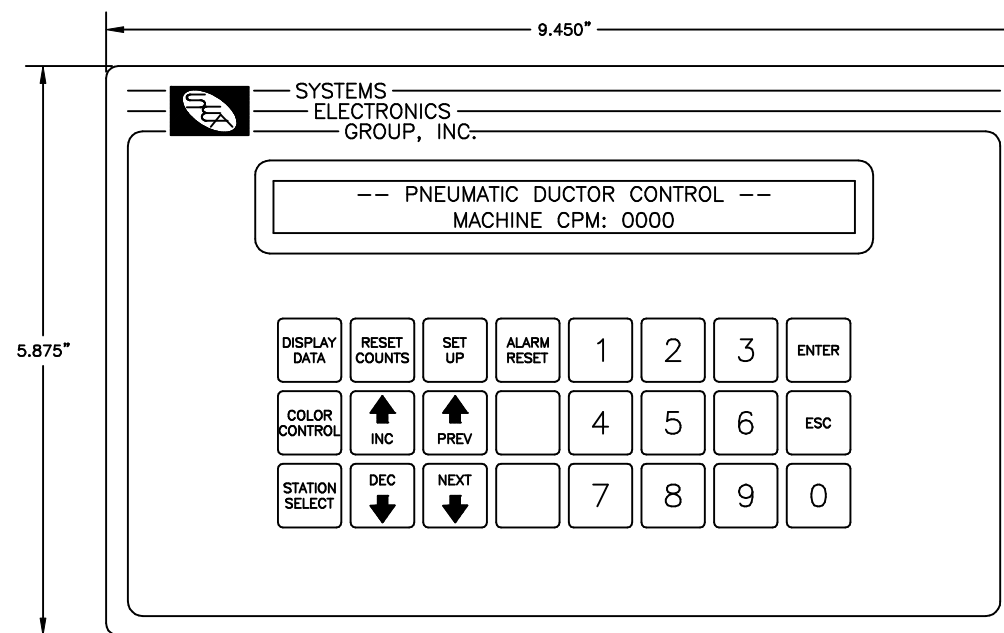 9.450"
SEA
SYSTEMS
ELECTRONICS
GROUP, INC.
-- PNEUMATIC DUCTOR CONTROL --
MACHINE CPM: 0000
5.875"
DISPLAY DATA
RESET COUNTS
SET UP
ALARM RESET
1
2
3
ENTER
COLOR CONTROL
INC
PREV
4
5
6
ESC
STATION SELECT
DEC
NEXT
7
8
9
0